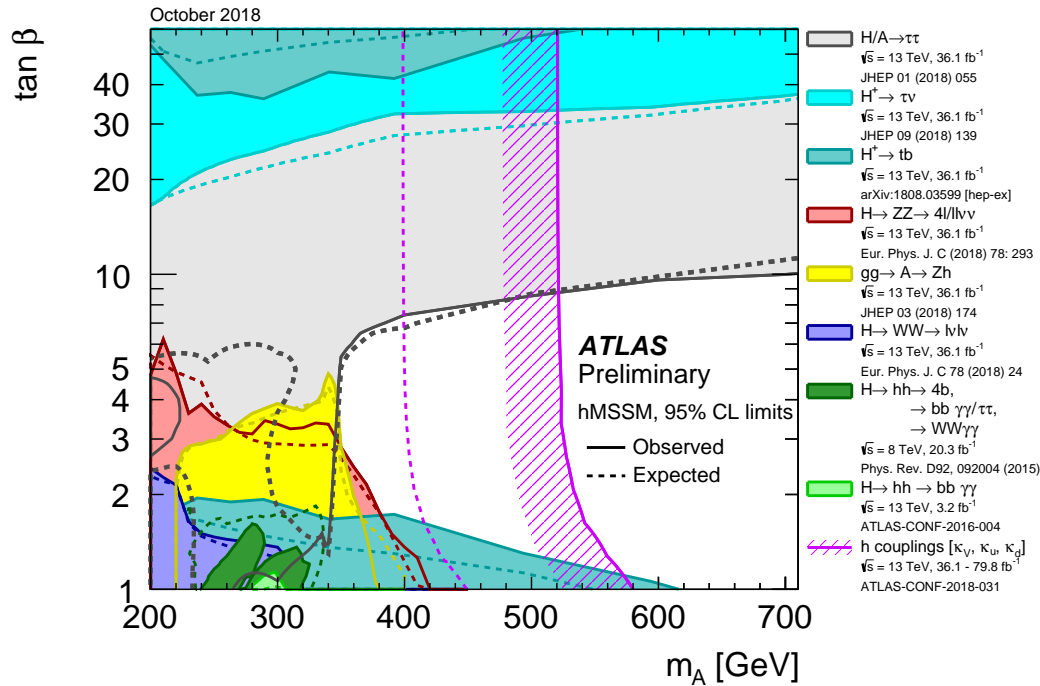 October 2018
tan β
40
30
20
10
5
4
3
2
1
200 300 400 500 600 700
m_A [GeV]
ATLAS
Preliminary
hMSSM, 95% CL limits
Observed
Expected
H/A→ττ
√s = 13 TeV, 36.1 fb⁻¹
JHEP 01 (2018) 055
H⁺→ τν
√s = 13 TeV, 36.1 fb⁻¹
JHEP 09 (2018) 139
H⁺→ tb
√s = 13 TeV, 36.1 fb⁻¹
arXiv:1808.03599 [hep-ex]
H→ ZZ→ 4l/llνν
√s = 13 TeV, 36.1 fb⁻¹
Eur. Phys. J. C (2018) 78: 293
gg→ A→ Zh
√s = 13 TeV, 36.1 fb⁻¹
JHEP 03 (2018) 174
H→ WW→ lνlν
√s = 13 TeV, 36.1 fb⁻¹
Eur. Phys. J. C 78 (2018) 24
H→ hh→ 4b,
→ bb γγ/ττ,
→ WWγγ
√s = 8 TeV, 20.3 fb⁻¹
Phys. Rev. D92, 092004 (2015)
H→ hh → bb γγ
√s = 13 TeV, 3.2 fb⁻¹
ATLAS-CONF-2016-004
h couplings [κ_V, κ_u, κ_d]
√s = 13 TeV, 36.1 - 79.8 fb⁻¹
ATLAS-CONF-2018-031